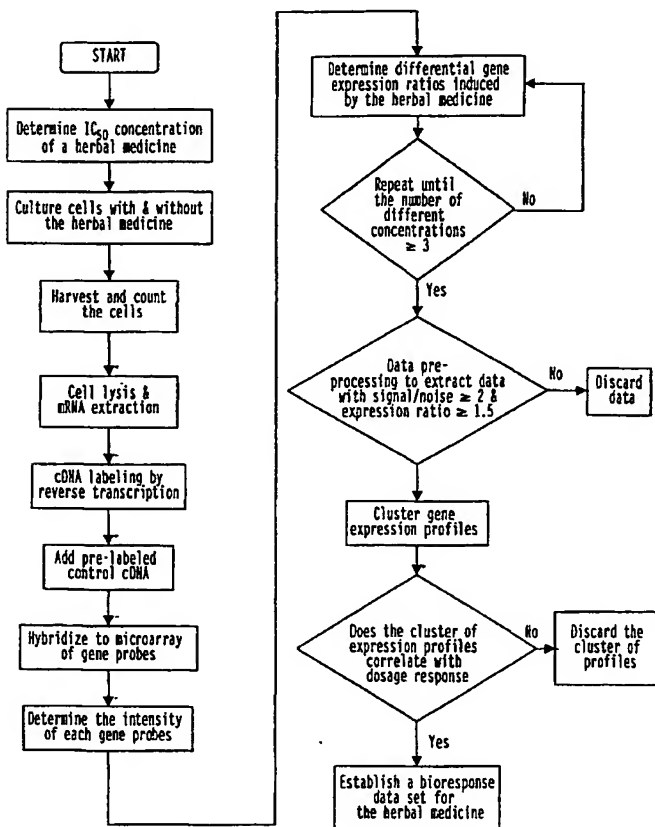 START
Determine IC50 concentration
of a herbal medicine
Culture cells with & without
the herbal medicine
Harvest and count
the cells
Cell lysis &
mRNA extraction
cDNA labeling by
reverse transcription
Add pre-labeled
control cDNA
Hybridize to microarray
of gene probes
Determine the intensity
of each gene probes
Determine differential gene
expression ratios induced
by the herbal medicine
Repeat until
the number of
different
concentrations
≥ 3
No
Yes
Data pre-
processing to extract data
with signal/noise ≥ 2 &
expression ratio ≥ 1.5
No
Discard
data
Cluster gene
expression profiles
Does the cluster of
expression profiles
correlate with
dosage response
No
Discard the
cluster of
profiles
Yes
Establish a bioresponse
data set for
the herbal medicine